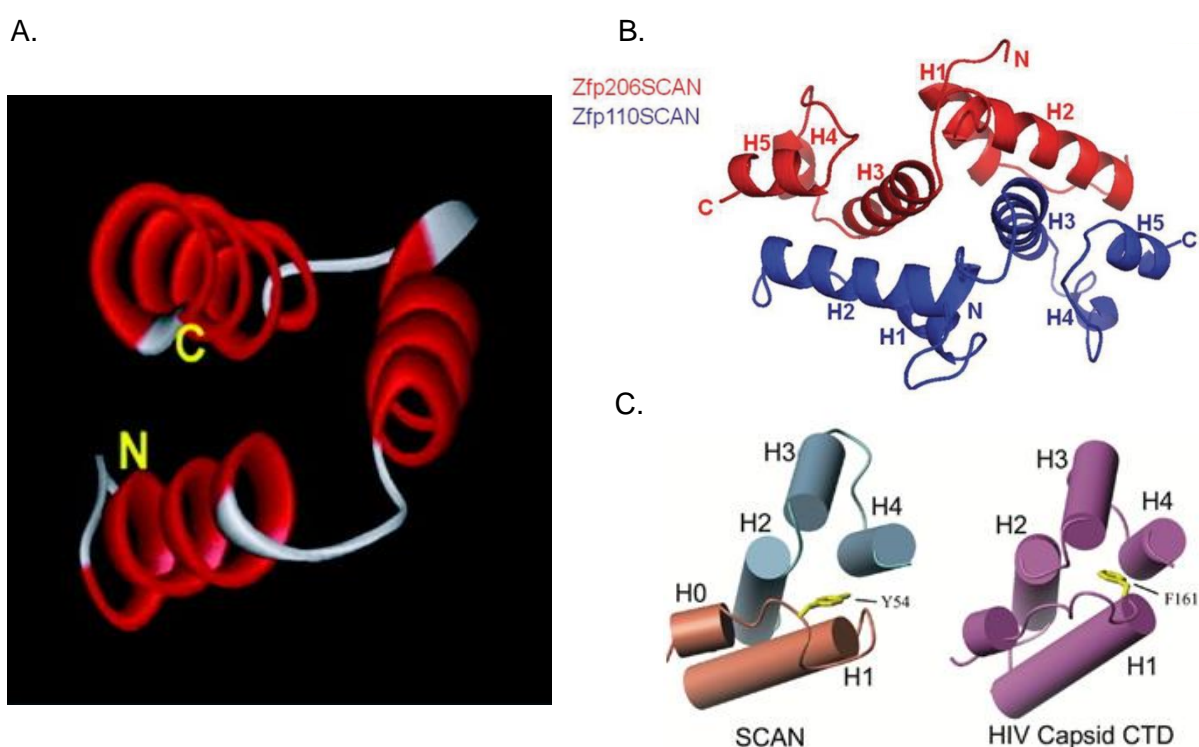 A.
C
N
B.
Zfp206SCAN
Zfp110SCAN
N
H1
H2
H5
H4
H3
C
H3
H5
C
H2
H1
N
H4
C.
H3
H2
H4
H0
Y54
H1
SCAN
H3
H2
H4
F161
H1
HIV Capsid CTD